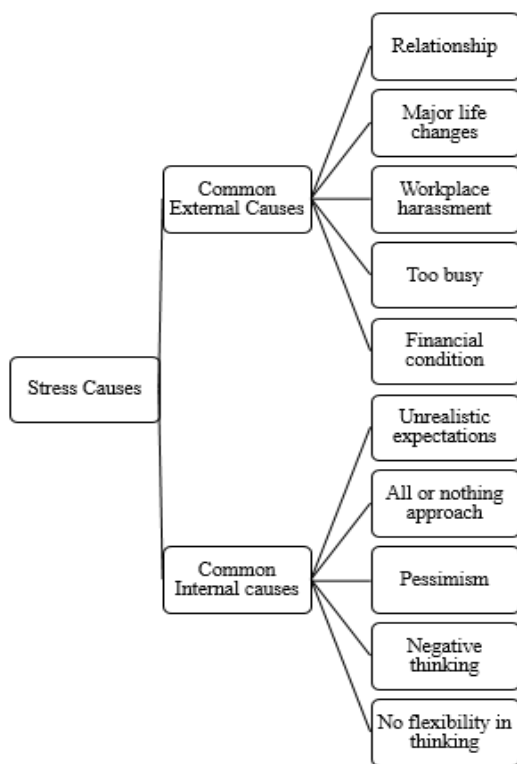 Stress Causes
Common
External Causes
Relationship
Major life
changes
Workplace
harassment
Too busy
Financial
condition
Common
Internal causes
Unrealistic
expectations
All or nothing
approach
Pessimism
Negative
thinking
No flexibility in
thinking